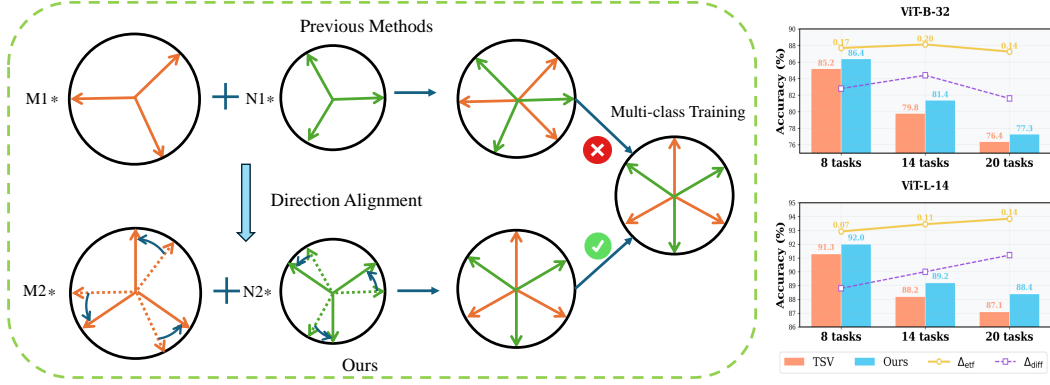 Previous Methods
M1*
N1*
Multi-class Training
Direction Alignment
M2*
N2*
Ours
ViT-B-32
Accuracy (%)
88
86
84
82
80
78
76
0.17
0.20
0.14
85.2
86.4
79.8
81.4
76.4
77.3
8 tasks
14 tasks
20 tasks
ViT-L-14
Accuracy (%)
95
94
93
92
91
90
89
88
87
86
0.07
0.11
0.14
91.3
92.0
88.2
89.2
87.1
88.4
8 tasks
14 tasks
20 tasks
TSV
Ours
Δetf
Δdiff